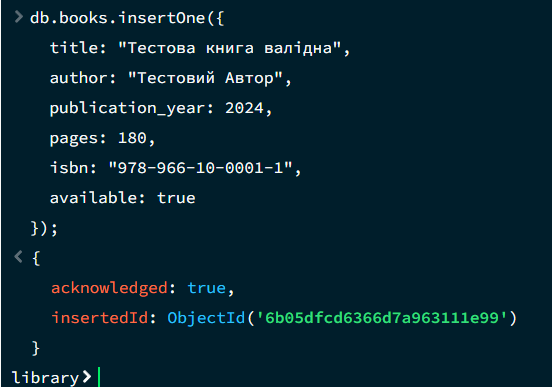 > db.books.insertOne({
title: "Тестова книга валідна",
author: "Тестовий Автор",
publication_year: 2024,
pages: 180,
isbn: "978-966-10-0001-1",
available: true
});
< {
acknowledged: true,
insertedId: ObjectId('6b05dfcd6366d7a963111e99')
}
library>